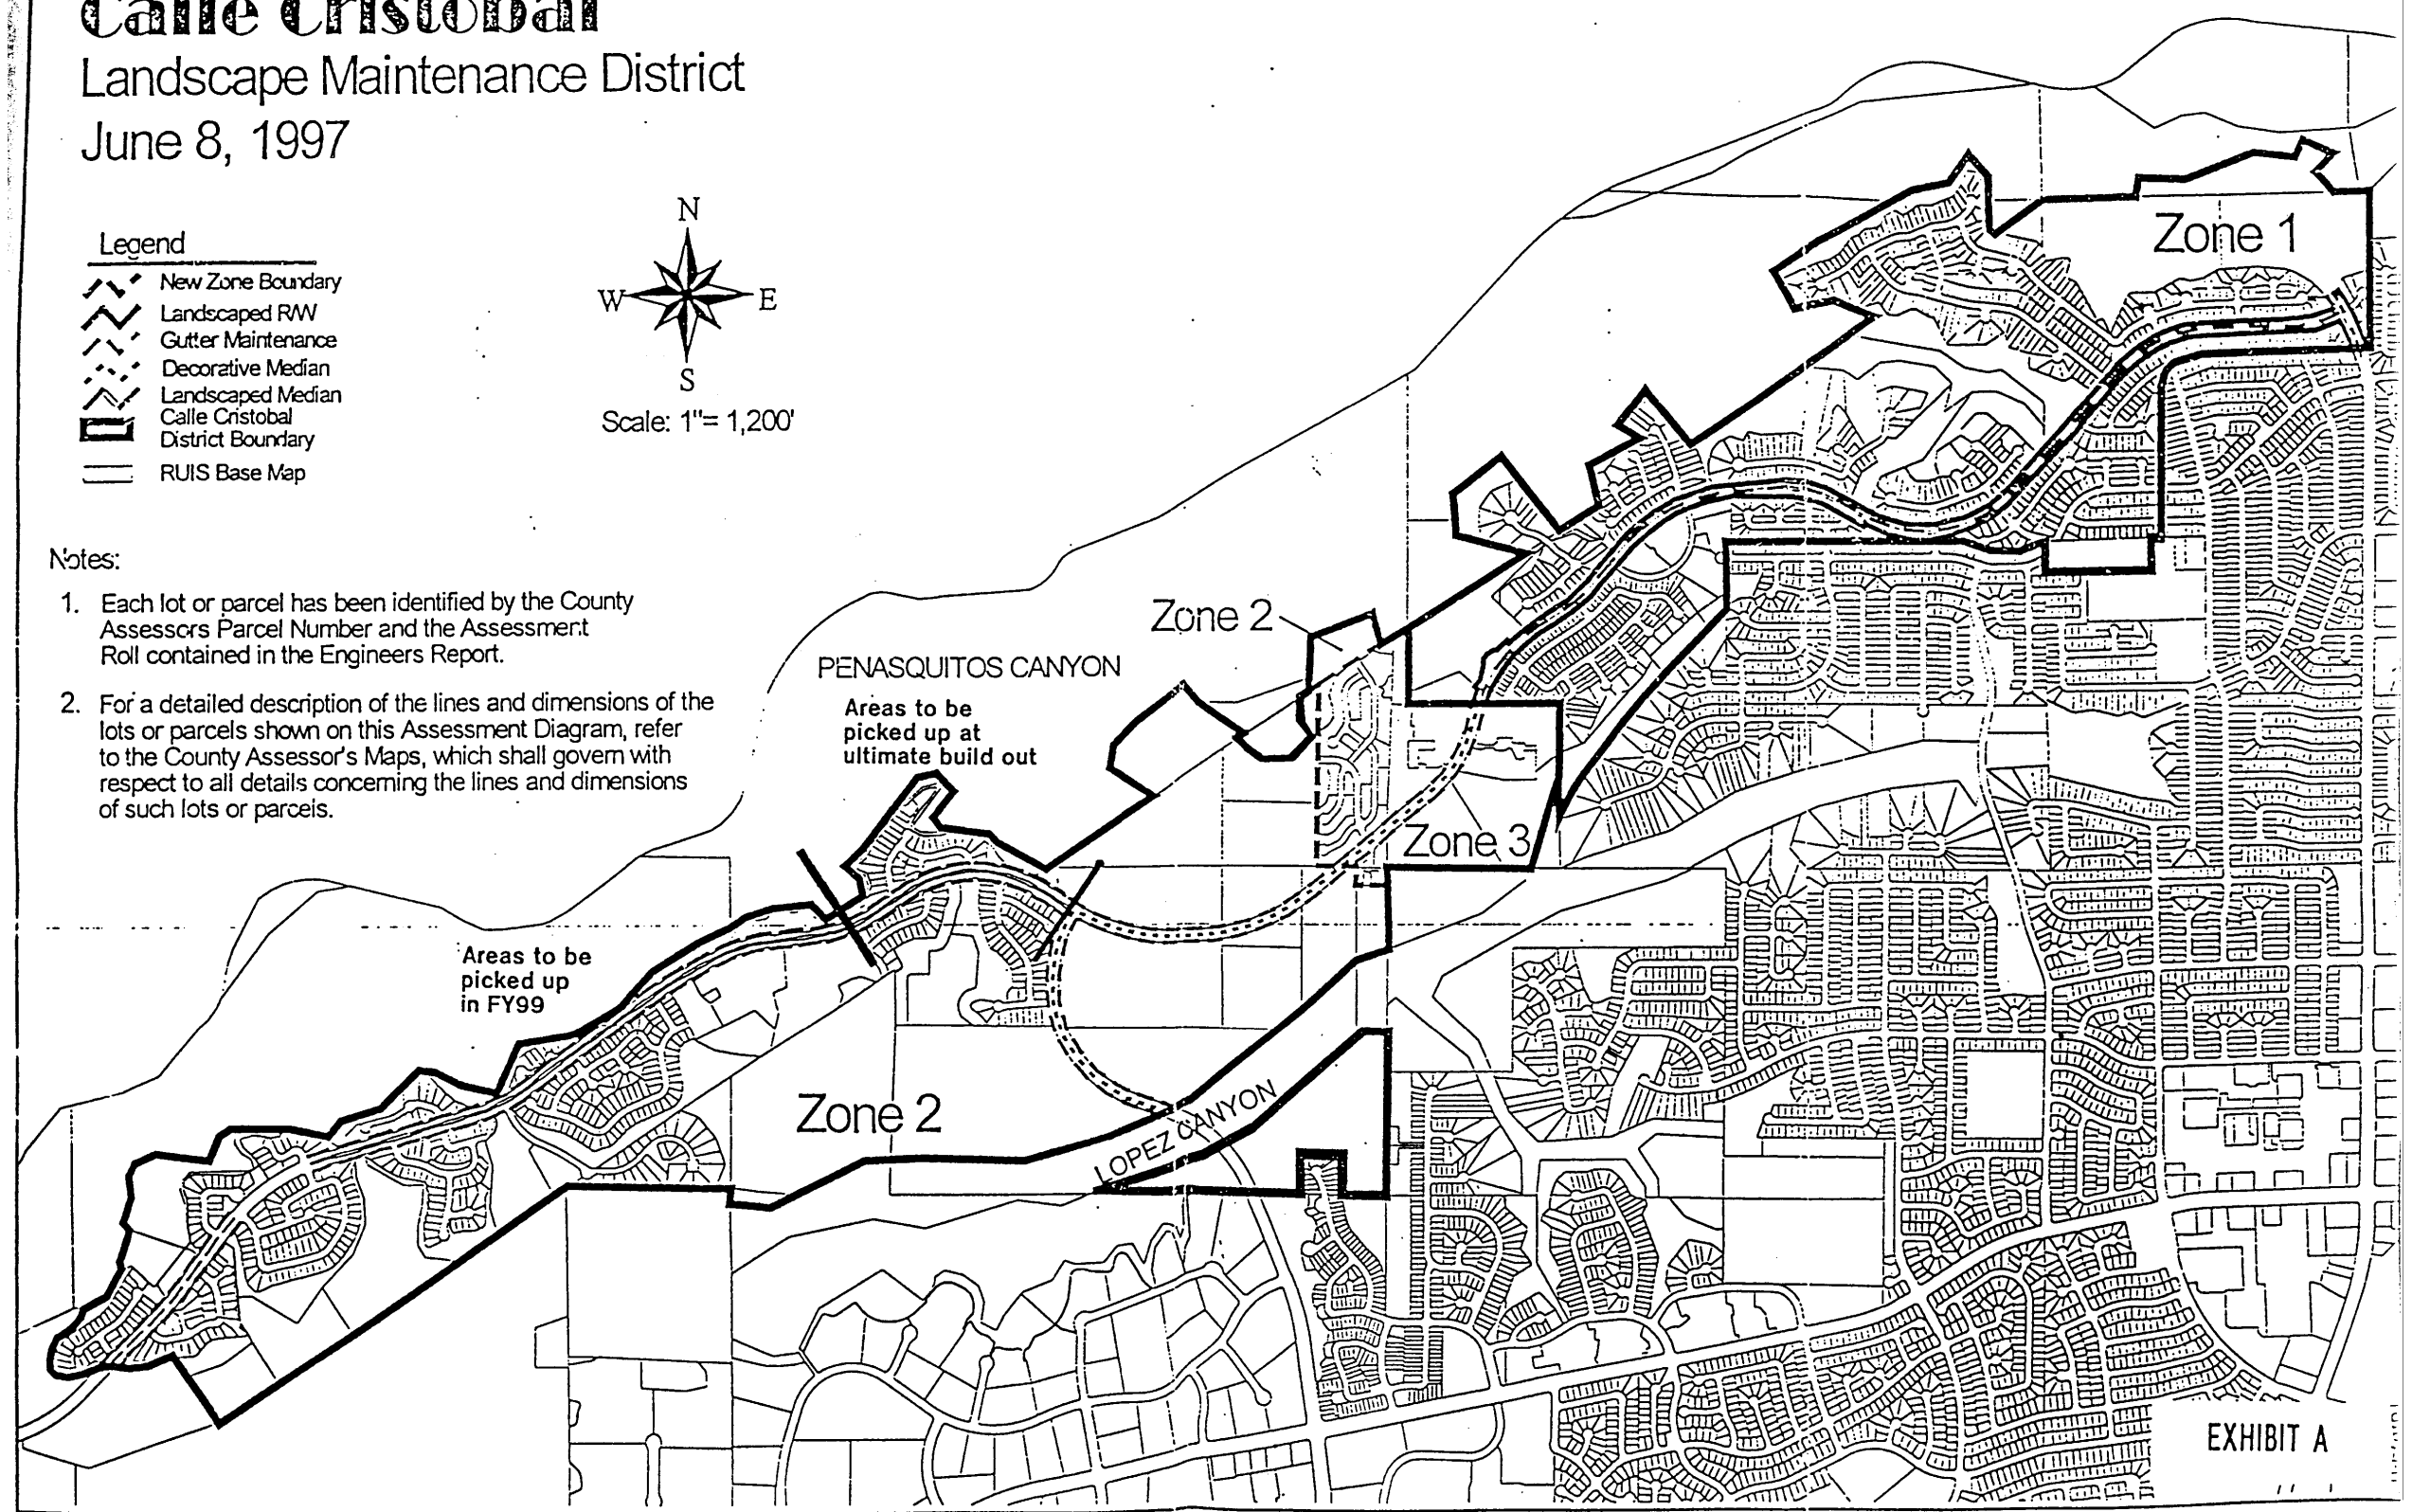 Calle Cristobal
Landscape Maintenance District
June 8, 1997
Legend
New Zone Boundary
Landscaped R/W
Gutter Maintenance
Decorative Median
Landscaped Median
Calle Cristobal
District Boundary
RUIS Base Map
N
W E
S
Scale: 1"= 1,200'
Notes:
1. Each lot or parcel has been identified by the County
Assessors Parcel Number and the Assessment
Roll contained in the Engineers Report.
2. For a detailed description of the lines and dimensions of the
lots or parcels shown on this Assessment Diagram, refer
to the County Assessor's Maps, which shall govern with
respect to all details concerning the lines and dimensions
of such lots or parcels.
Zone 1
Zone 2
PENASQUITOS CANYON
Areas to be
picked up at
ultimate build out
Zone 3
Areas to be
picked up
in FY99
Zone 2
LOPEZ CANYON
EXHIBIT A